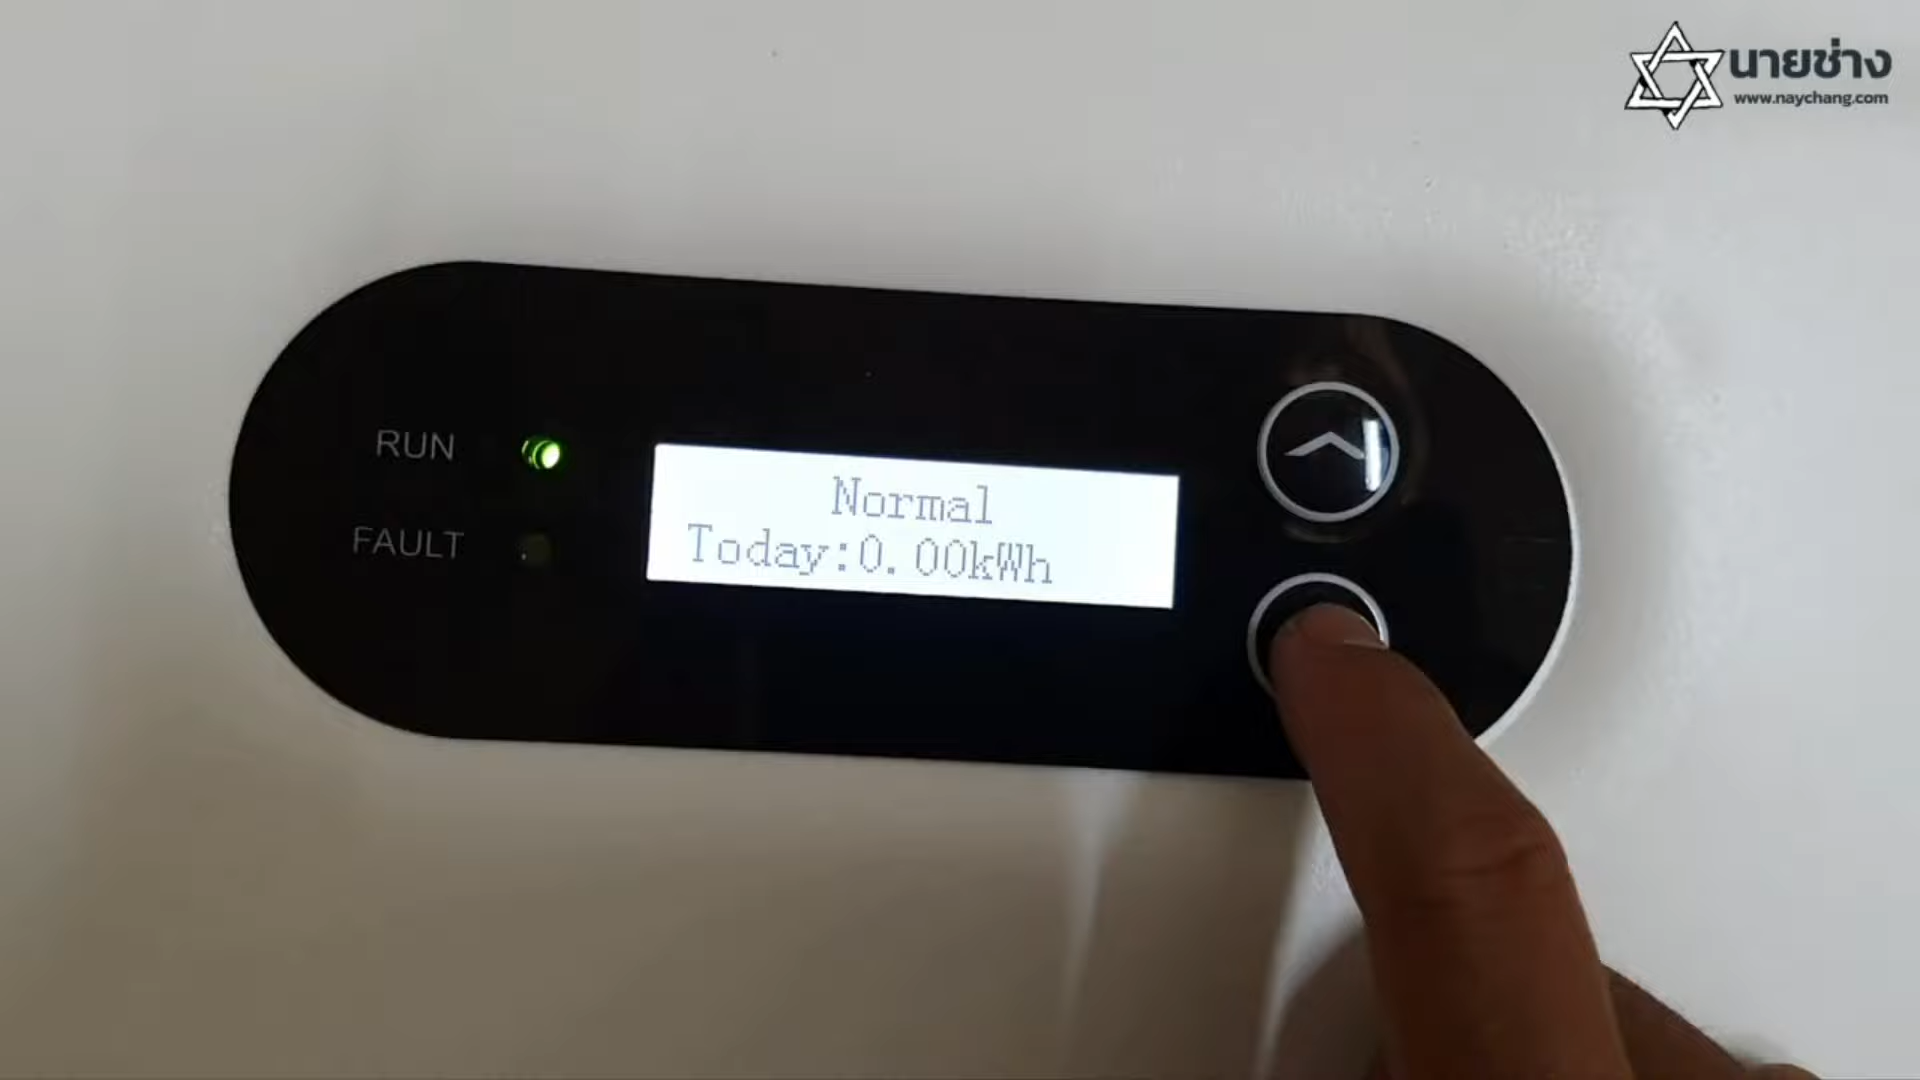 นายช่าง
www.naychang.com
RUN
FAULT
Normal
Today:0.00kWh